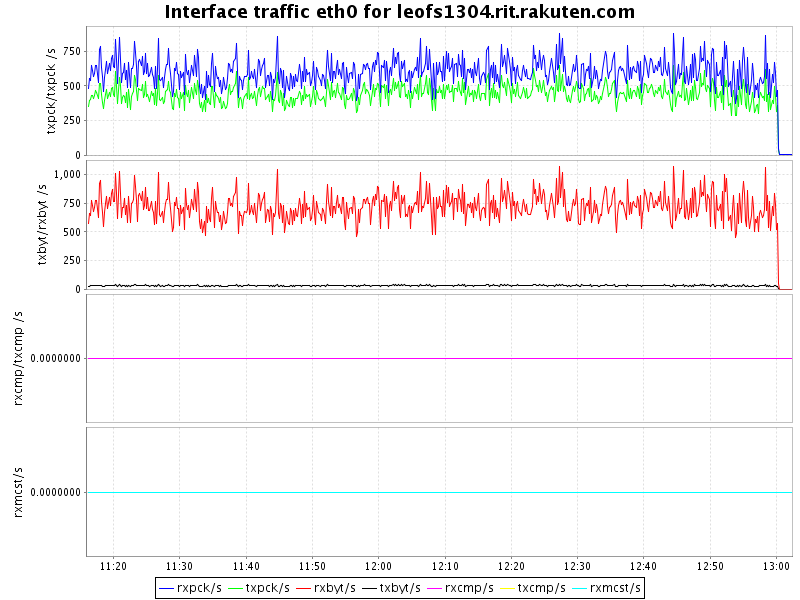 Interface traffic eth0 for leofs1304.rit.rakuten.com
txpck/txpck /s
750
500
250
0
txbyt/rxbyt /s
1,000
750
500
250
0
rxcmp/txcmp /s
0.0000000
rxmcst/s
0.0000000
11:20 11:30 11:40 11:50 12:00 12:10 12:20 12:30 12:40 12:50 13:00
rxpck/s txpck/s rxbyt/s txbyt/s rxcmp/s txcmp/s rxmcst/s